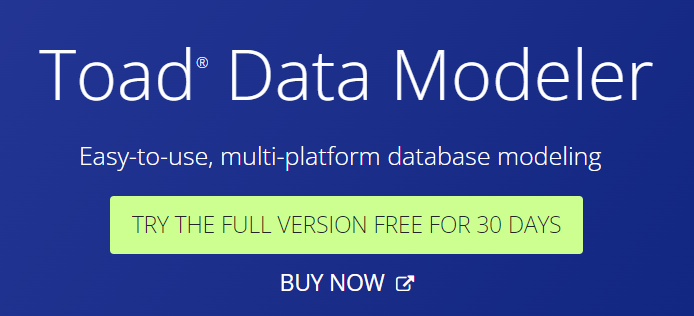 Toad® Data Modeler
Easy-to-use, multi-platform database modeling
TRY THE FULL VERSION FREE FOR 30 DAYS
BUY NOW